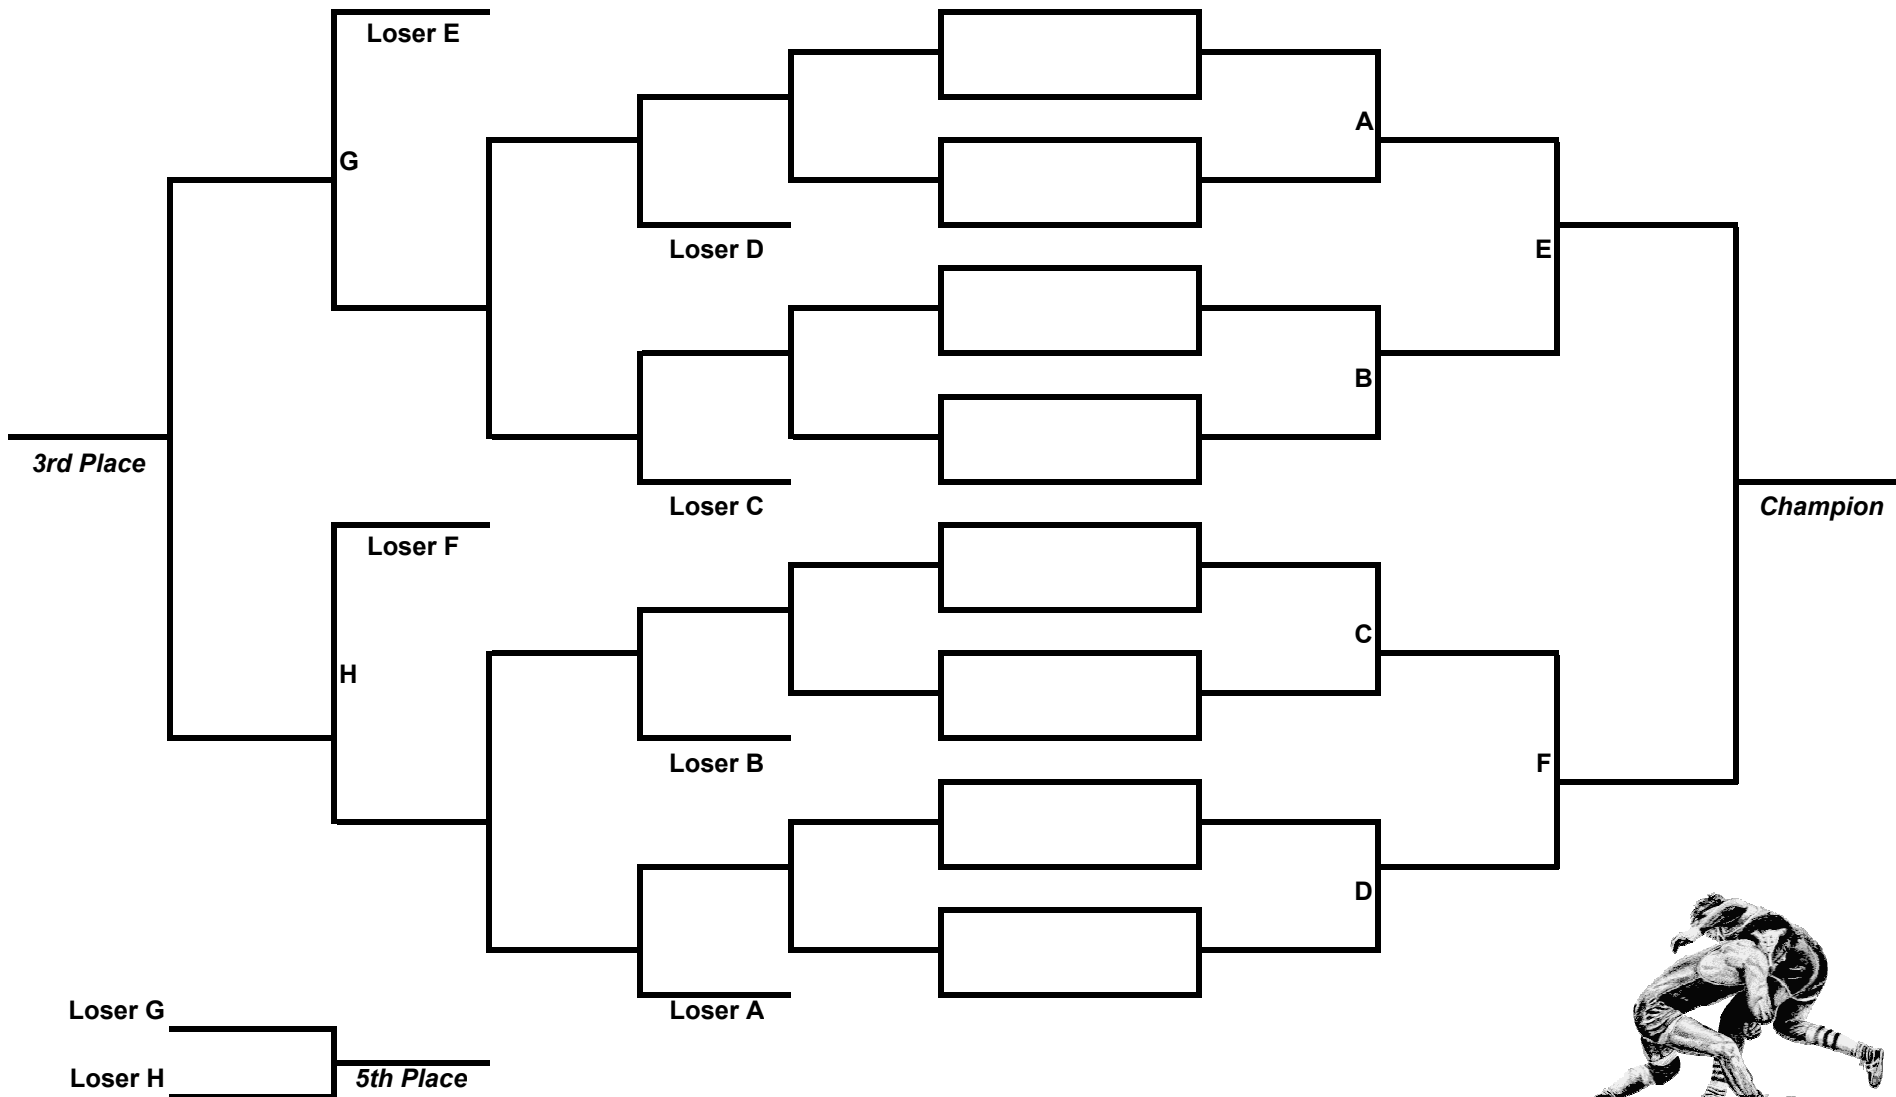 Loser E
A
G
Loser D
E
B
3rd Place
Loser C
Champion
Loser F
C
H
Loser B
F
D
Loser G
Loser A
Loser H
5th Place